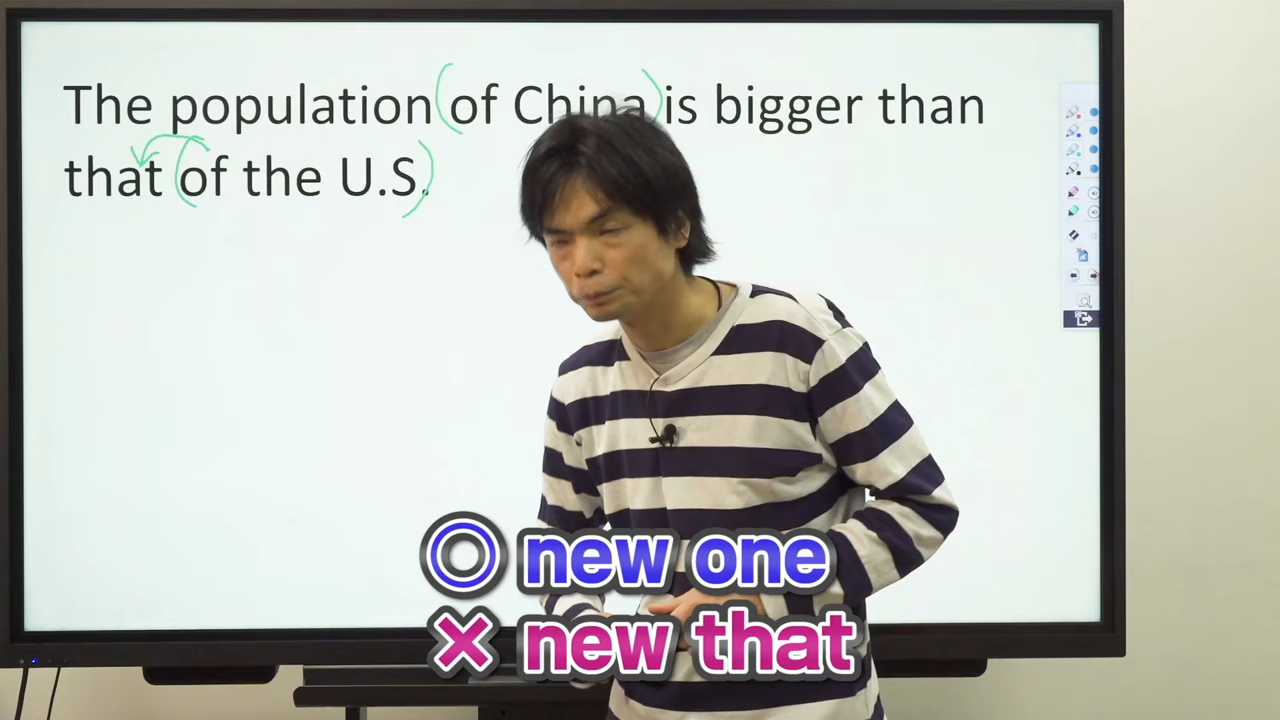 The population of China is bigger than
that of the U.S.
○ new one
× new that